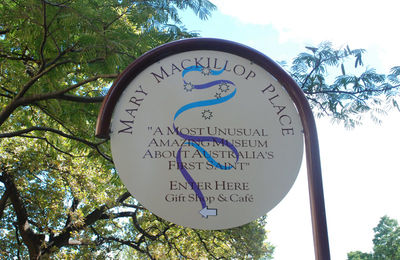 MARY MACKILLOP PLACE
"A MOST UNUSUAL
AMAZING MUSEUM
ABOUT AUSTRALIA'S
FIRST SAINT"
ENTER HERE
Gift Shop & Café